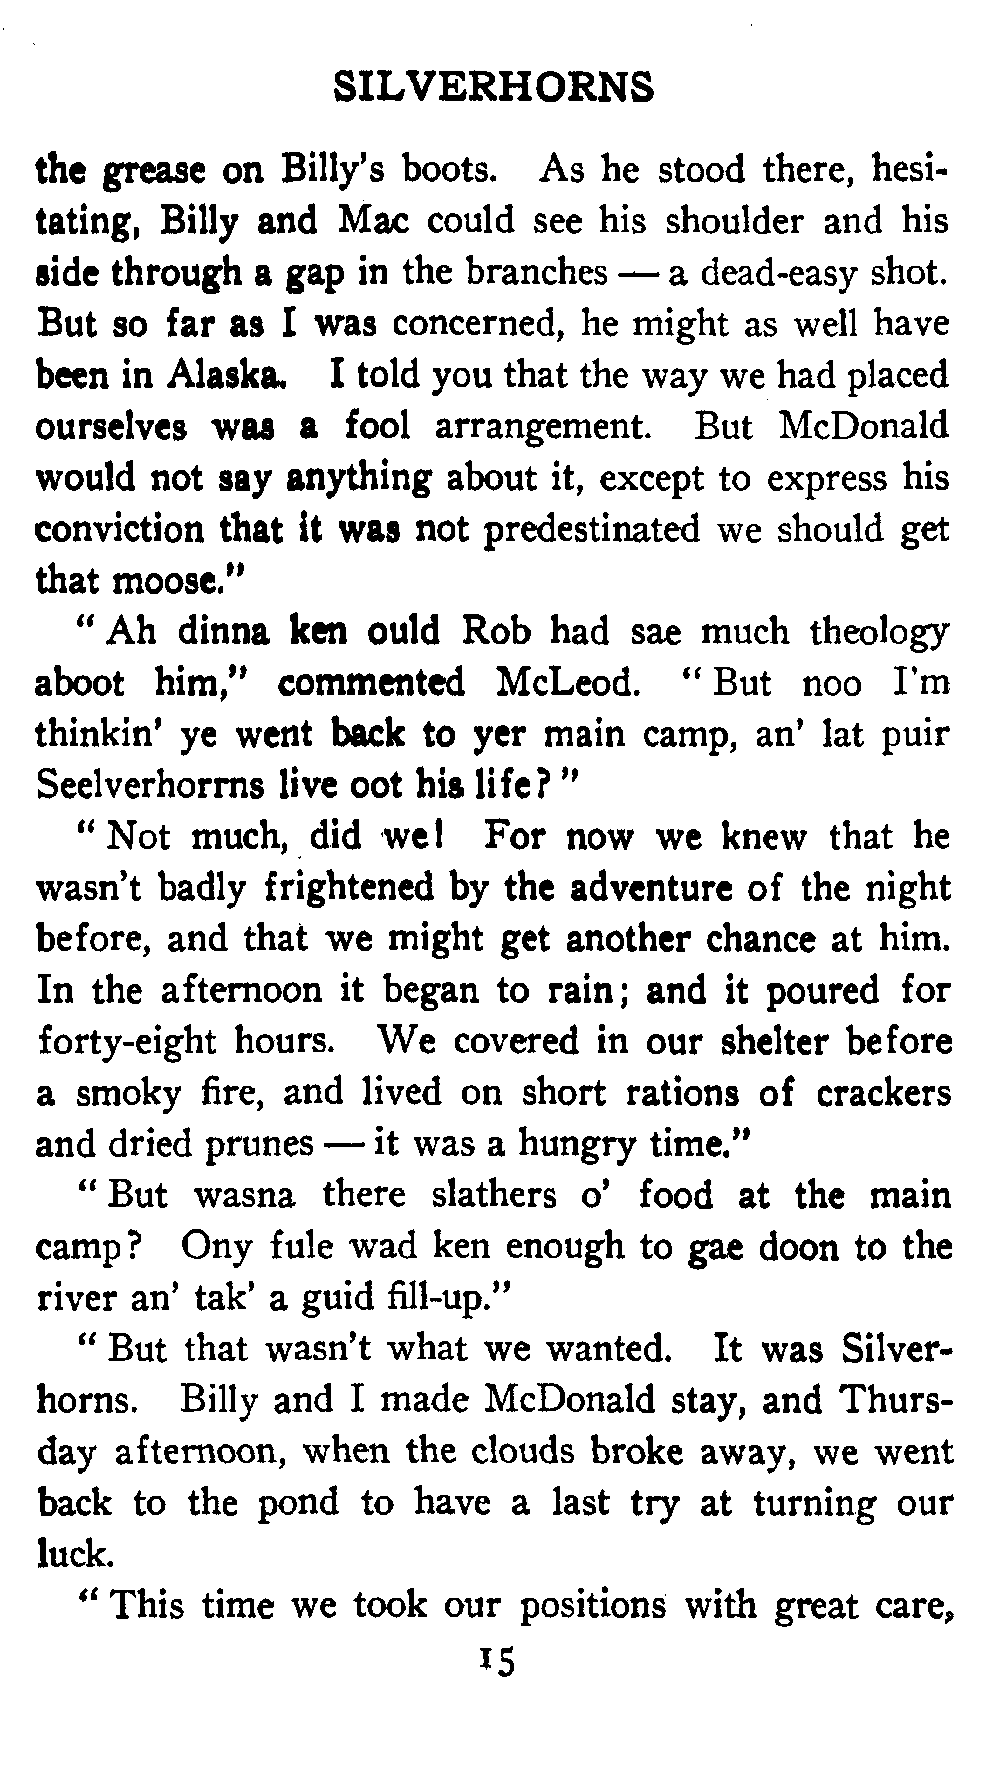 SILVERHORNS
the grease on Billy's boots. As he stood there, hesi-
tating, Billy and Mac could see his shoulder and his
side through a gap in the branches — a dead-easy shot.
But so far as I was concerned, he might as well have
been in Alaska. I told you that the way we had placed
ourselves was a fool arrangement. But McDonald
would not say anything about it, except to express his
conviction that it was not predestinated we should get
that moose."
" Ah dinna ken ould Rob had sae much theology
aboot him," commented McLeod. " But noo I'm
thinkin' ye went back to yer main camp, an' lat puir
Seelverhorrns live oot his life? "
" Not much, did we! For now we knew that he
wasn't badly frightened by the adventure of the night
before, and that we might get another chance at him.
In the afternoon it began to rain; and it poured for
forty-eight hours. We covered in our shelter before
a smoky fire, and lived on short rations of crackers
and dried prunes — it was a hungry time."
" But wasna there slathers o' food at the main
camp? Ony fule wad ken enough to gae doon to the
river an' tak' a guid fill-up."
" But that wasn't what we wanted. It was Silver-
horns. Billy and I made McDonald stay, and Thurs-
day afternoon, when the clouds broke away, we went
back to the pond to have a last try at turning our
luck.
" This time we took our positions with great care,
15